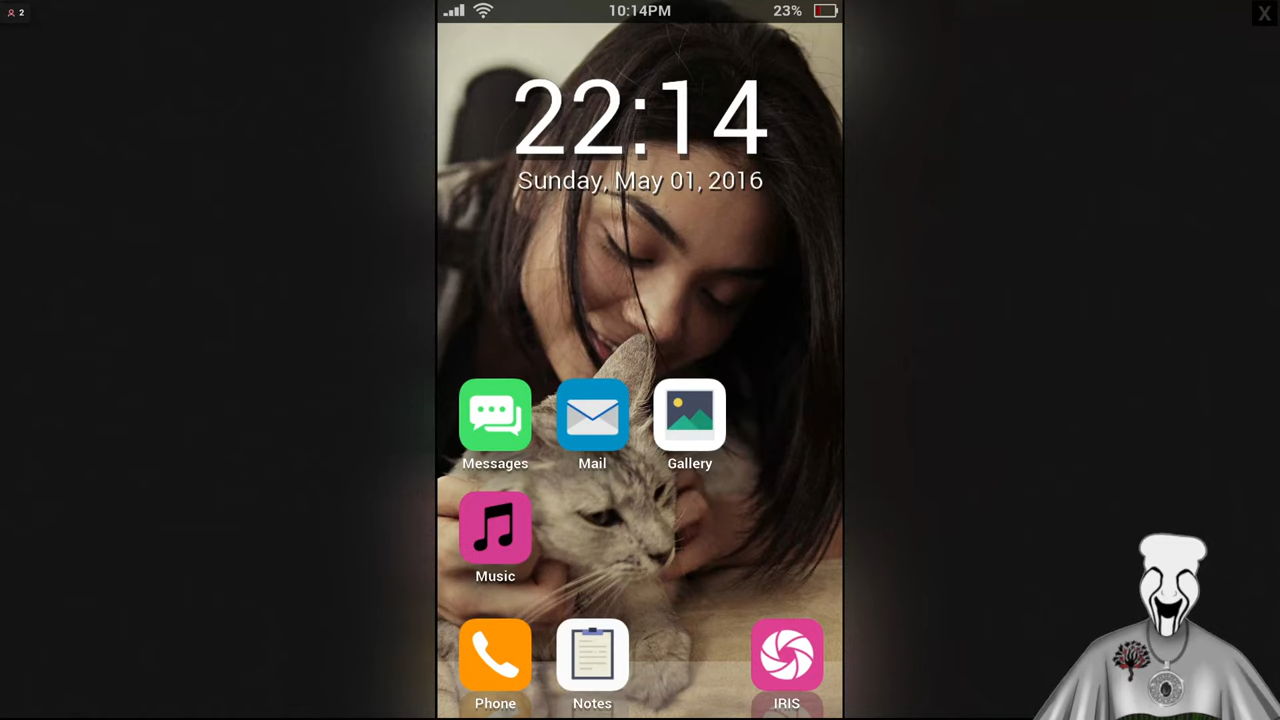 2
10:14PM
23%
X
22:14
Sunday, May 01, 2016
Messages
Mail
Gallery
Music
Phone
Notes
IRIS